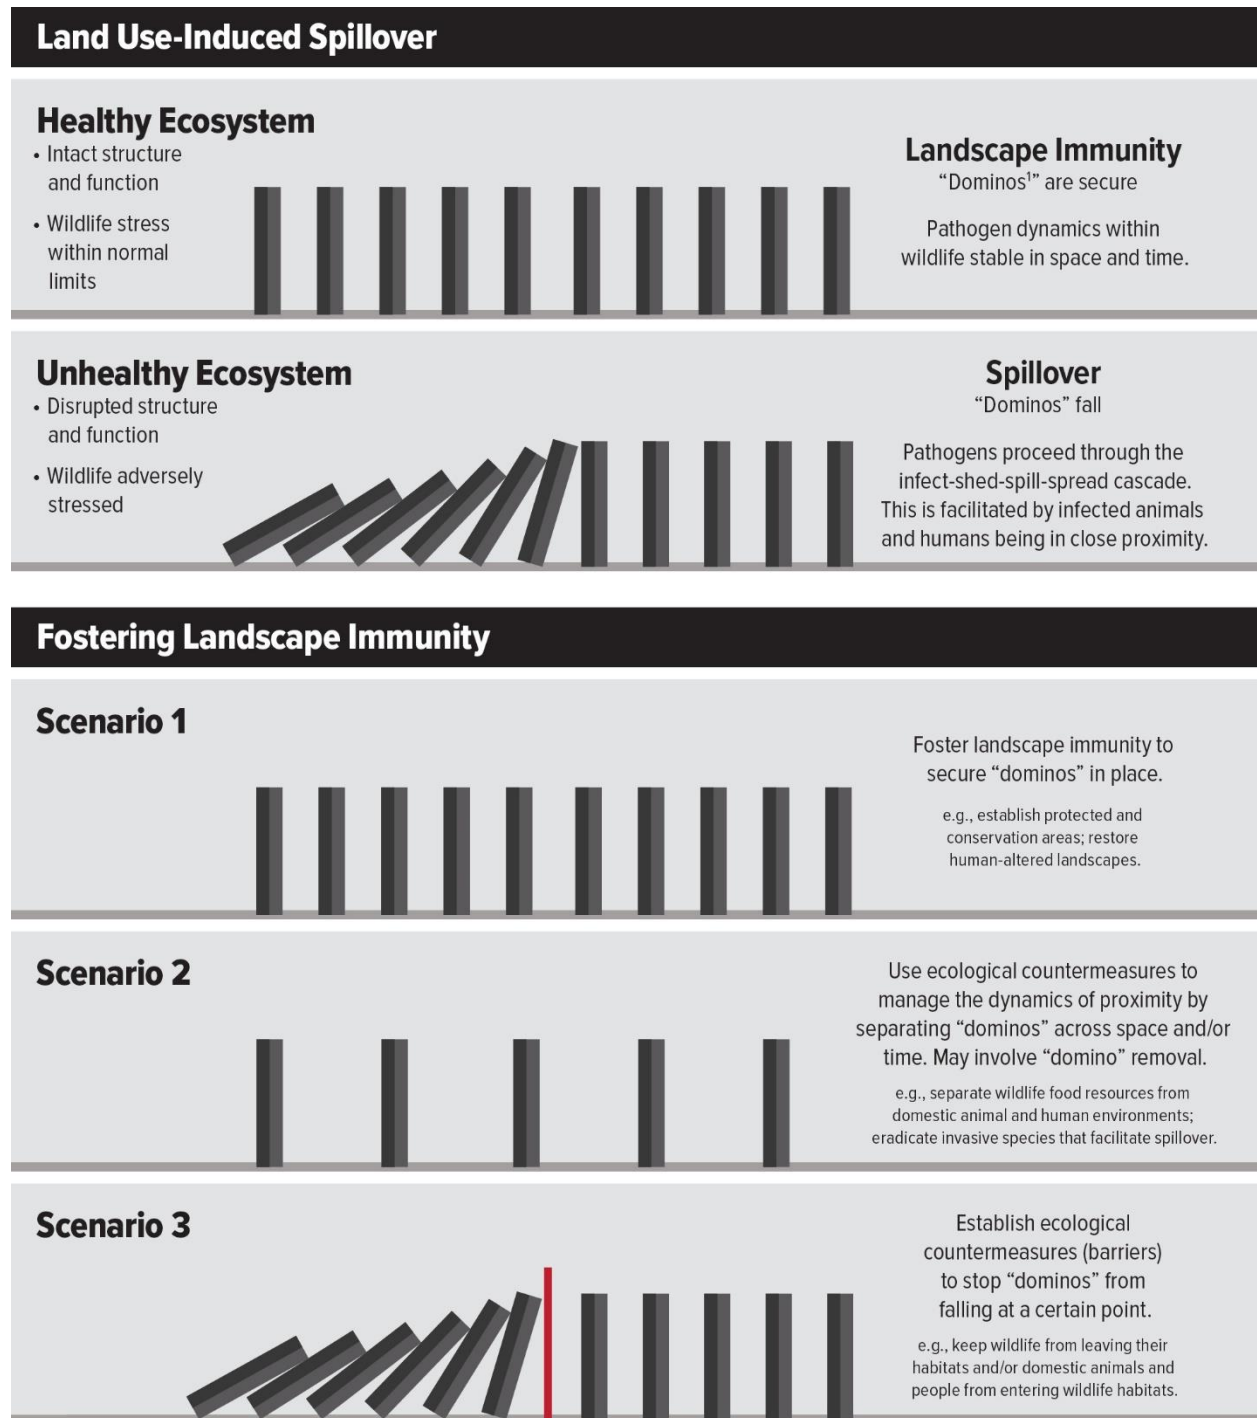 Land Use-Induced Spillover
Healthy Ecosystem
• Intact structure
and function
• Wildlife stress
within normal
limits
Landscape Immunity
“Dominos¹” are secure
Pathogen dynamics within
wildlife stable in space and time.
Unhealthy Ecosystem
• Disrupted structure
and function
• Wildlife adversely
stressed
Spillover
“Dominos” fall
Pathogens proceed through the
infect-shed-spill-spread cascade.
This is facilitated by infected animals
and humans being in close proximity.
Fostering Landscape Immunity
Scenario 1
Foster landscape immunity to
secure “dominos” in place.
e.g., establish protected and
conservation areas; restore
human-altered landscapes.
Scenario 2
Use ecological countermeasures to
manage the dynamics of proximity by
separating “dominos” across space and/or
time. May involve “domino” removal.
e.g., separate wildlife food resources from
domestic animal and human environments;
eradicate invasive species that facilitate spillover.
Scenario 3
Establish ecological
countermeasures (barriers)
to stop “dominos” from
falling at a certain point.
e.g., keep wildlife from leaving their
habitats and/or domestic animals and
people from entering wildlife habitats.